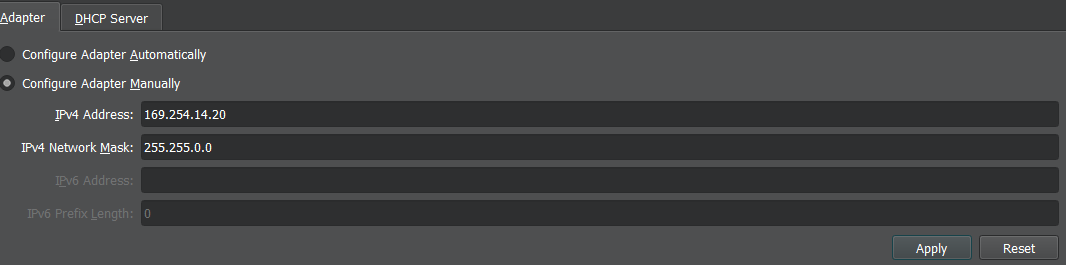 Adapter
DHCP Server
Configure Adapter Automatically
Configure Adapter Manually
IPv4 Address: 169.254.14.20
IPv4 Network Mask: 255.255.0.0
IPv6 Address:
IPv6 Prefix Length: 0
Apply
Reset